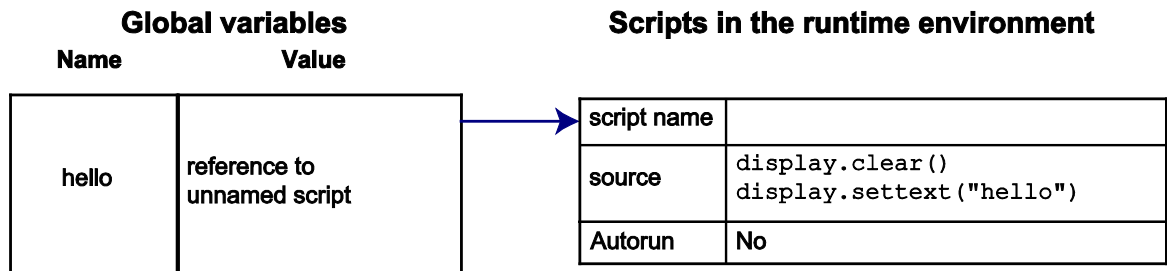 Global variables
Scripts in the runtime environment
Name Value
script name
hello
reference to
unnamed script
source
display.clear()
display.settext("hello")
Autorun No